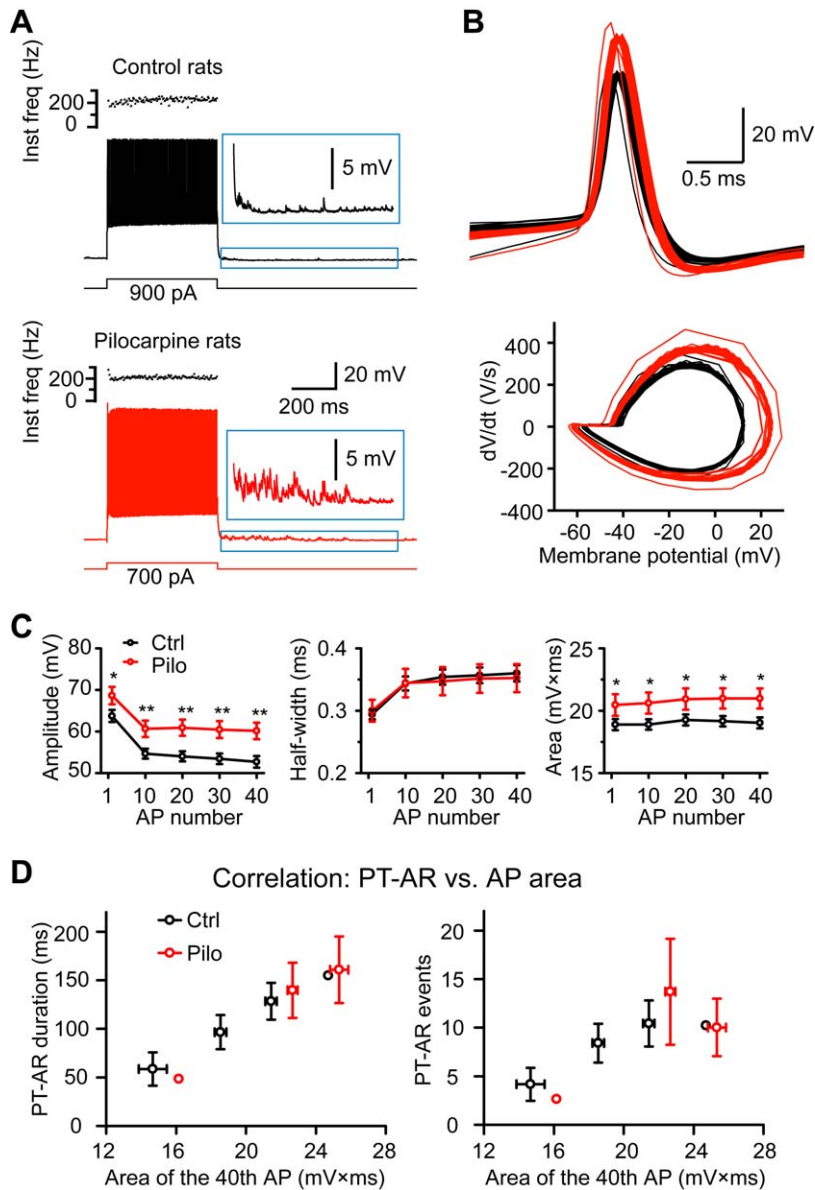 A
Control rats
Inst freq (Hz)
200
0
5 mV
900 pA
Pilocarpine rats
Inst freq (Hz)
200
0
20 mV
200 ms
5 mV
700 pA
B
20 mV
0.5 ms
dV/dt (V/s)
400
200
0
-200
-400
-60 -40 -20 0 20
Membrane potential (mV)
C
Amplitude (mV)
80
70
60
50
Ctrl
Pilo
* ** ** ** **
1 10 20 30 40
AP number
Half-width (ms)
0.4
0.3
0.2
1 10 20 30 40
AP number
Area (mV×ms)
25
20
15
* * * * *
1 10 20 30 40
AP number
D
Correlation: PT-AR vs. AP area
PT-AR duration (ms)
200
150
100
50
0
Ctrl
Pilo
12 16 20 24 28
Area of the 40th AP (mV×ms)
PT-AR events
20
15
10
5
0
12 16 20 24 28
Area of the 40th AP (mV×ms)